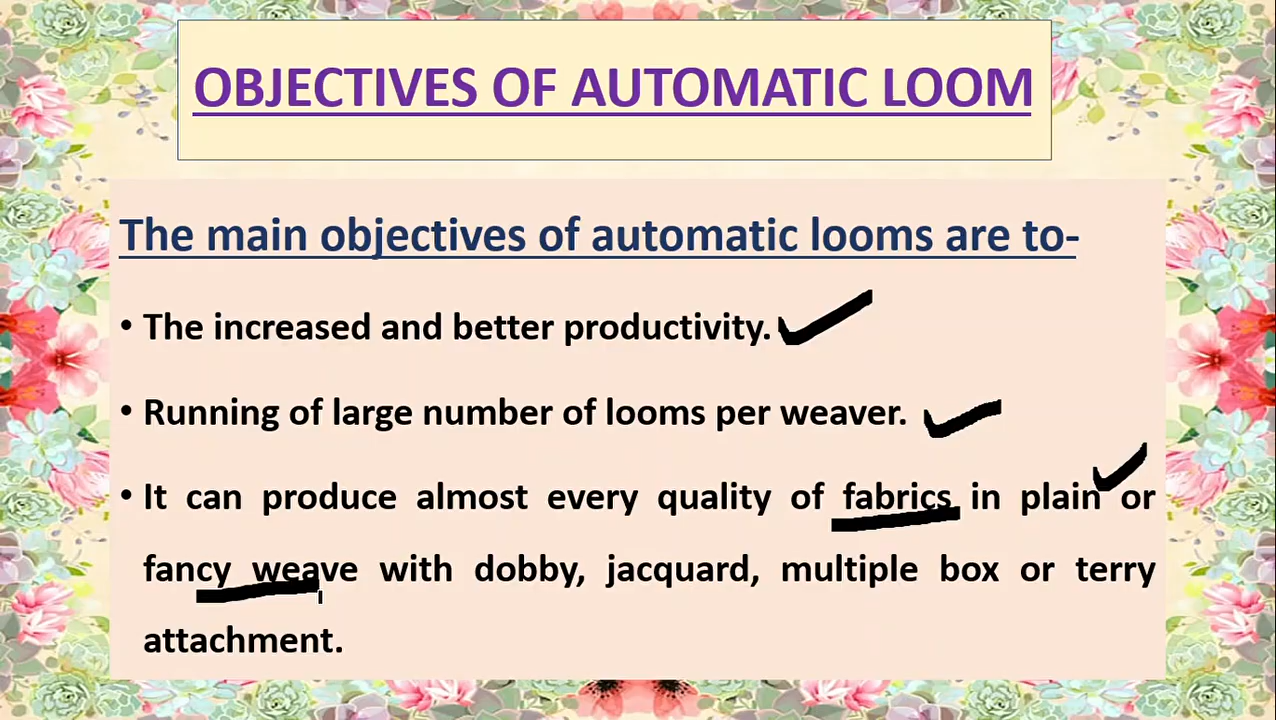 OBJECTIVES OF AUTOMATIC LOOM
The main objectives of automatic looms are to-
• The increased and better productivity.
• Running of large number of looms per weaver.
• It can produce almost every quality of fabrics in plain or
fancy weave with dobby, jacquard, multiple box or terry
attachment.